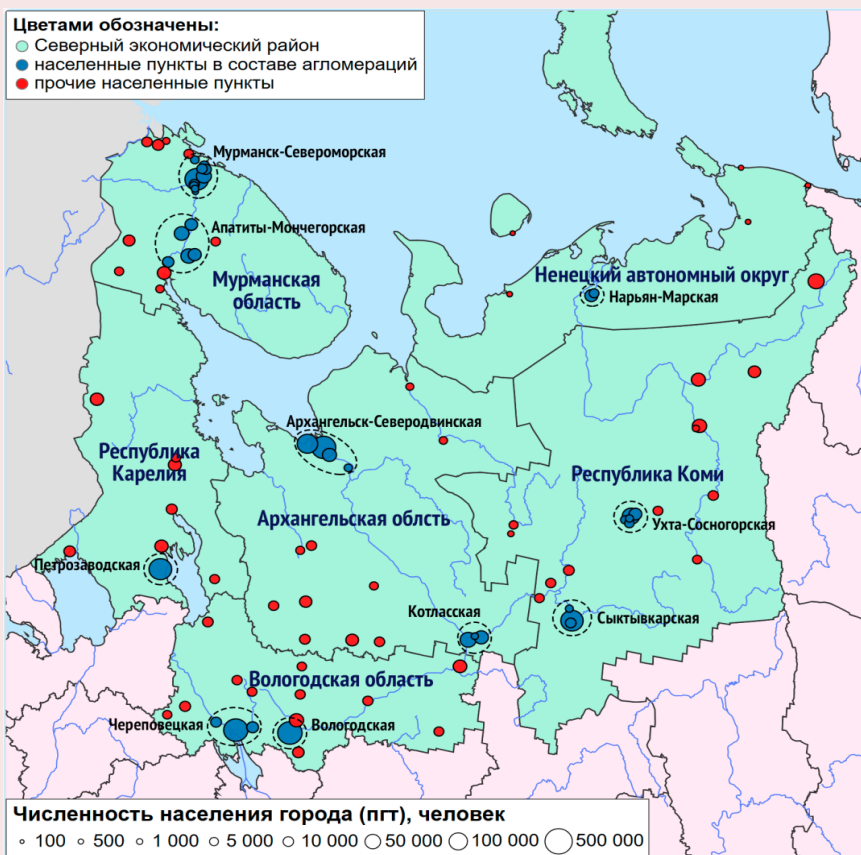 Цветами обозначены:
Северный экономический район
населенные пункты в составе агломераций
прочие населенные пункты
Мурманск-Североморская
Апатиты-Мончегорская
Мурманская
область
Ненецкий автономный округ
Нарьян-Марская
Архангельск-Северодвинская
Республика
Карелия
Республика Коми
Архангельская облсть
Ухта-Сосногорская
Петрозаводская
Котласская
Сыктывкарская
Вологодская область
Череповецкая
Вологодская
Численность населения города (пгт), человек
100 500 1 000 5 000 10 000 50 000 100 000 500 000